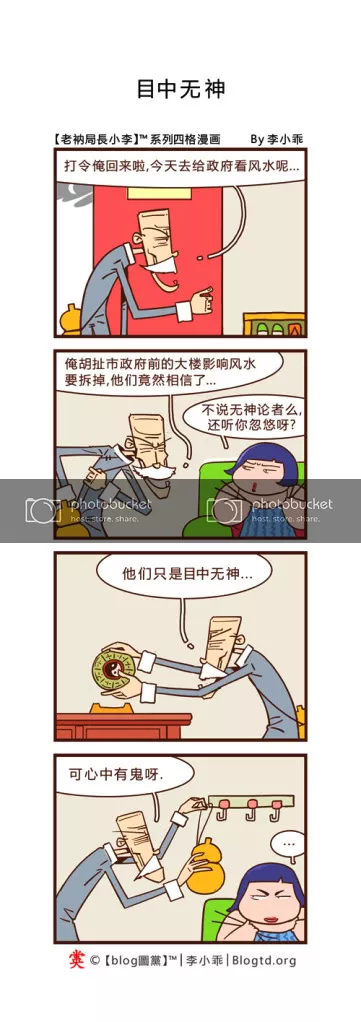 目中无神
【老衲局長小李】™系列四格漫画 By 李小乖
打令俺回来啦,今天去给政府看风水呢...
俺胡扯市政府前的大楼影响风水
要拆掉,他们竟然相信了...
不说无神论者么,
还听你忽悠呀?
photobucket
host. store. share.
photobucket
host. store. share.
他们只是目中无神...
可心中有鬼呀.
...
© 【blog圖黨】™|李小乖|Blogtd.org